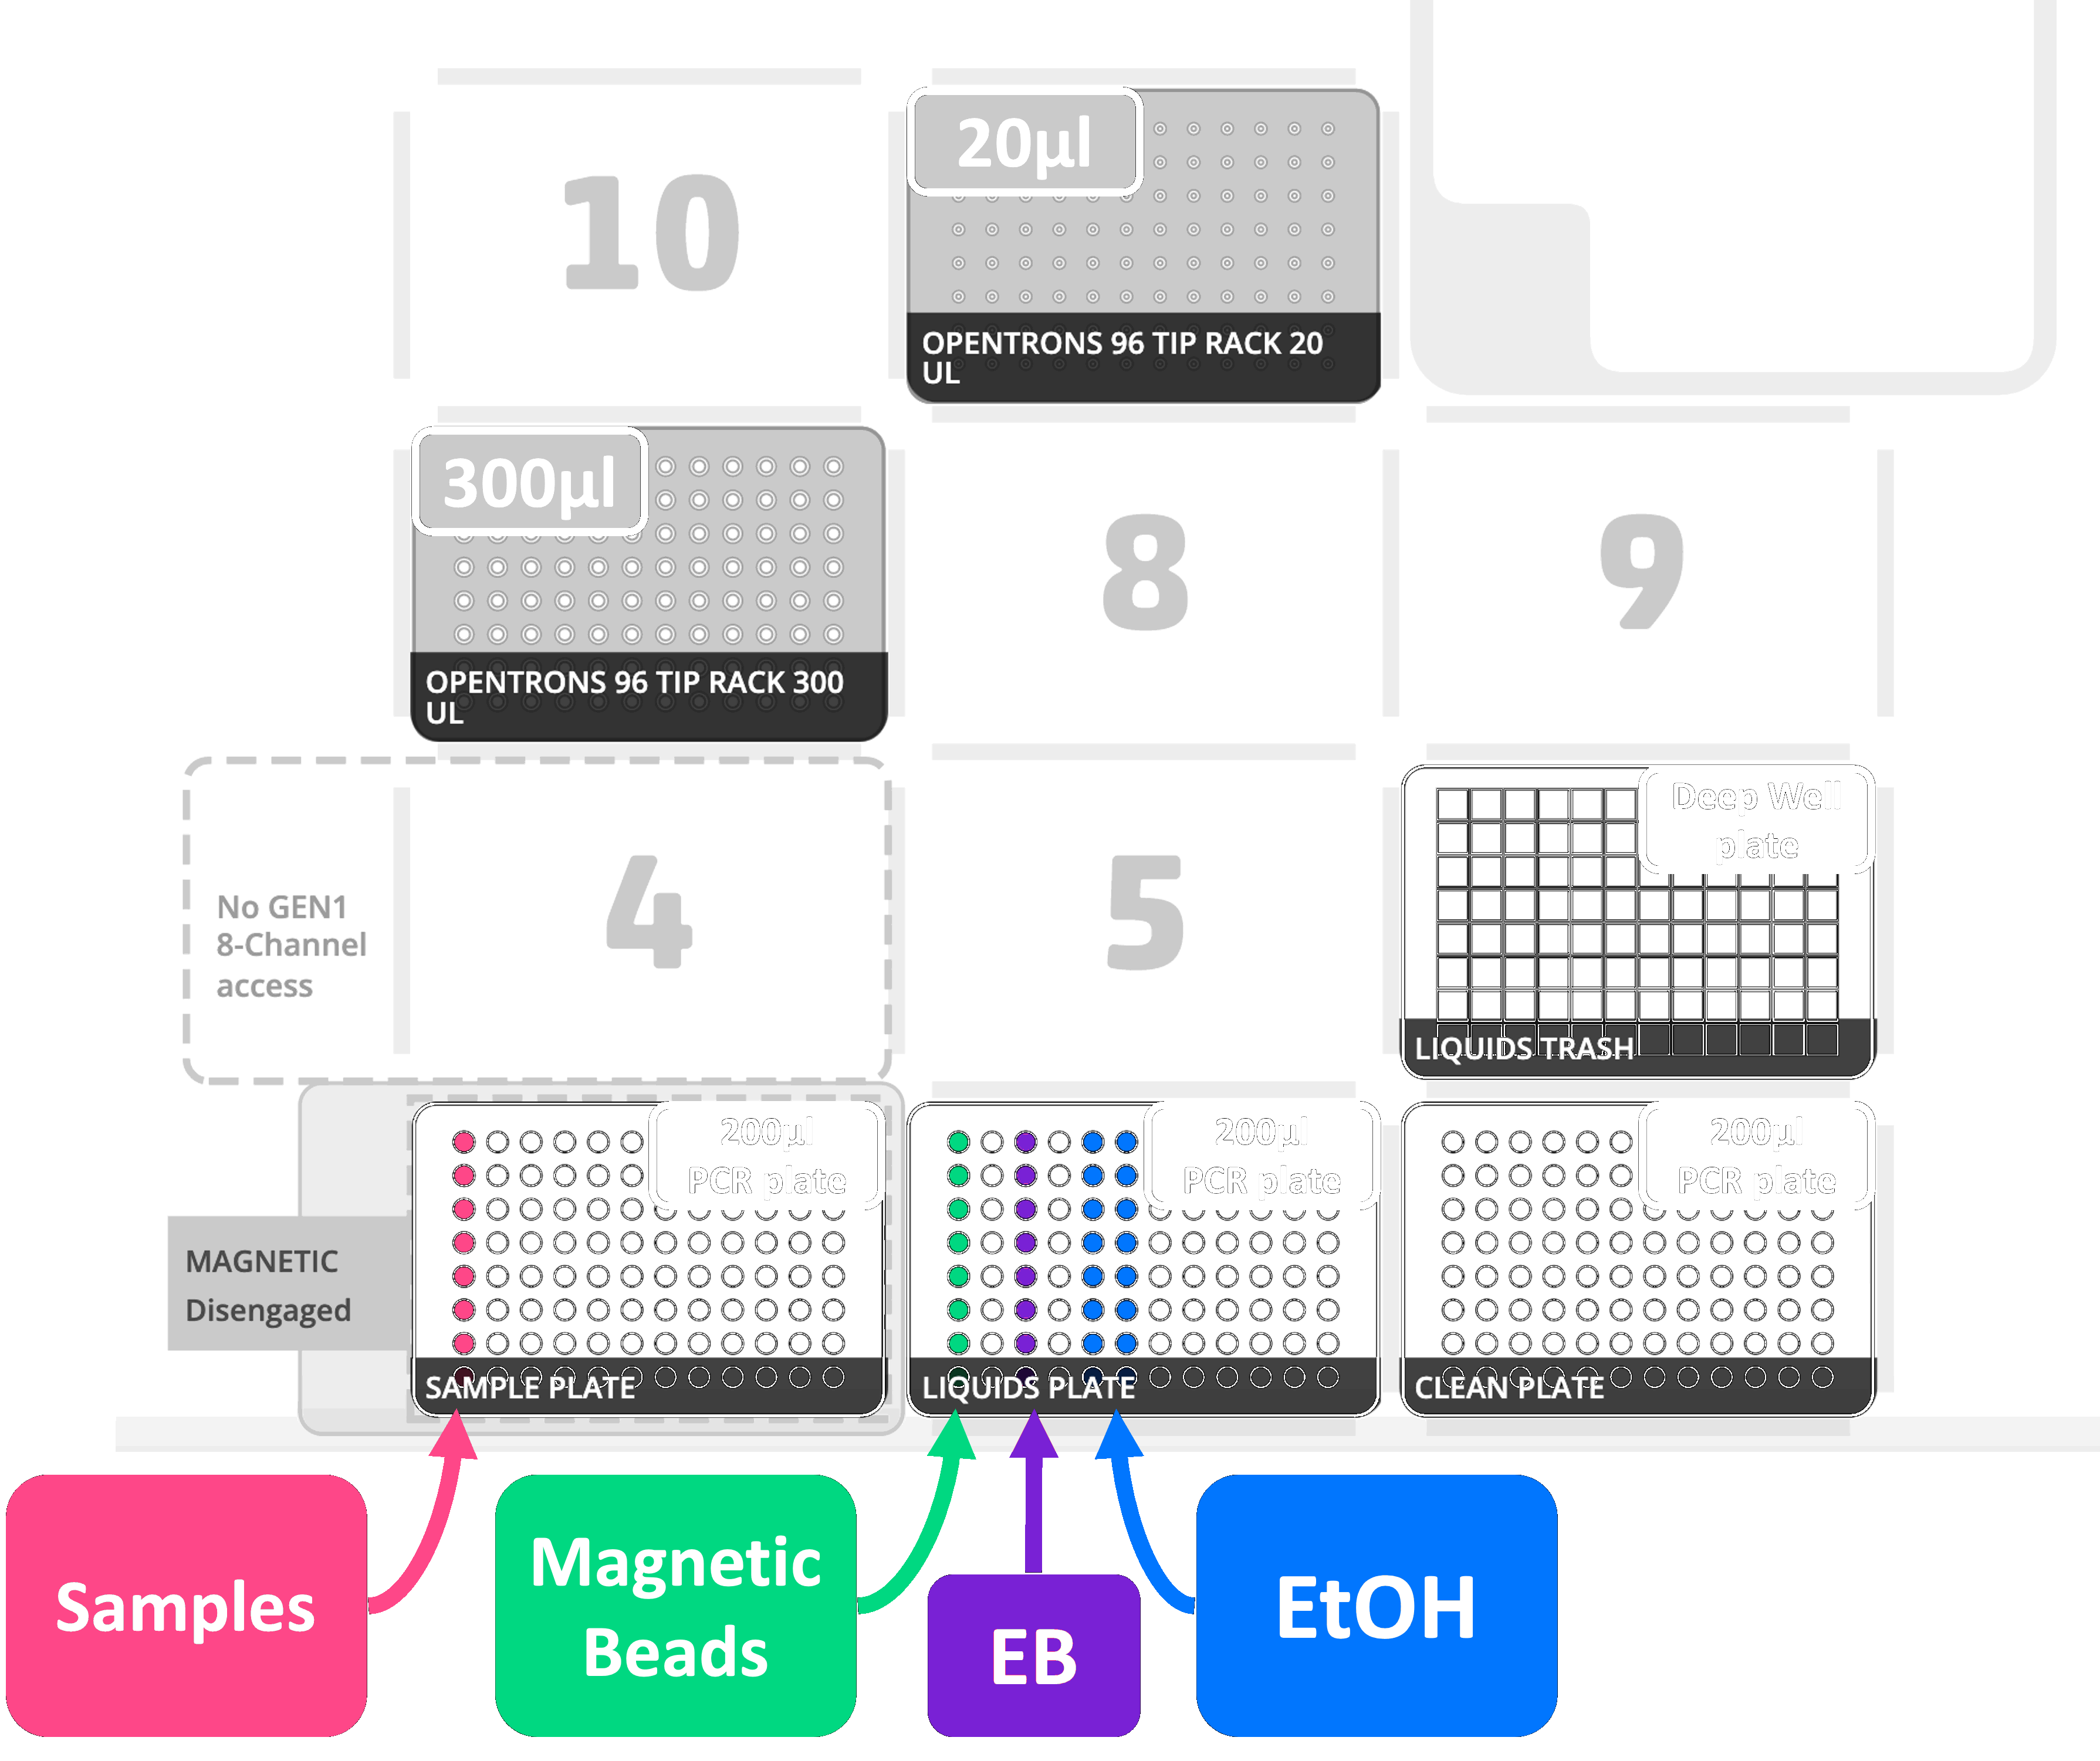 10
20µl
OPENTRONS 96 TIP RACK 20
UL
300µl
OPENTRONS 96 TIP RACK 300
UL
8
9
No GEN1
8-Channel
access
4
5
Deep Well
plate
LIQUIDS TRASH
MAGNETIC
Disengaged
200µl
PCR plate
SAMPLE PLATE
200µl
PCR plate
LIQUIDS PLATE
200µl
PCR plate
CLEAN PLATE
Samples
Magnetic
Beads
EB
EtOH